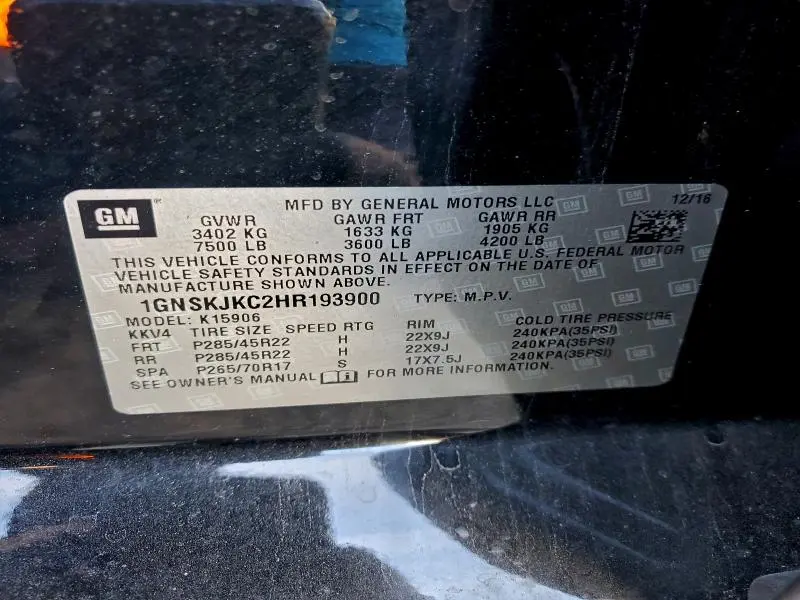 GM
MFD BY GENERAL MOTORS LLC 12/16
GVWR GAWR FRT GAWR RR
3402 KG 1633 KG 1905 KG
7500 LB 3600 LB 4200 LB
THIS VEHICLE CONFORMS TO ALL APPLICABLE U.S. FEDERAL MOTOR
VEHICLE SAFETY STANDARDS IN EFFECT ON THE DATE OF
MANUFACTURE SHOWN ABOVE.
1GNSKJKC2HR193900 TYPE: M.P.V.
MODEL: K15906
KKV4 TIRE SIZE SPEED RTG RIM COLD TIRE PRESSURE
FRT P285/45R22 H 22X9J 240KPA(35PSI)
RR P285/45R22 H 22X9J 240KPA(35PSI)
SPA P265/70R17 S 17X7.5J 240KPA(35PSI)
SEE OWNER'S MANUAL FOR MORE INFORMATION.